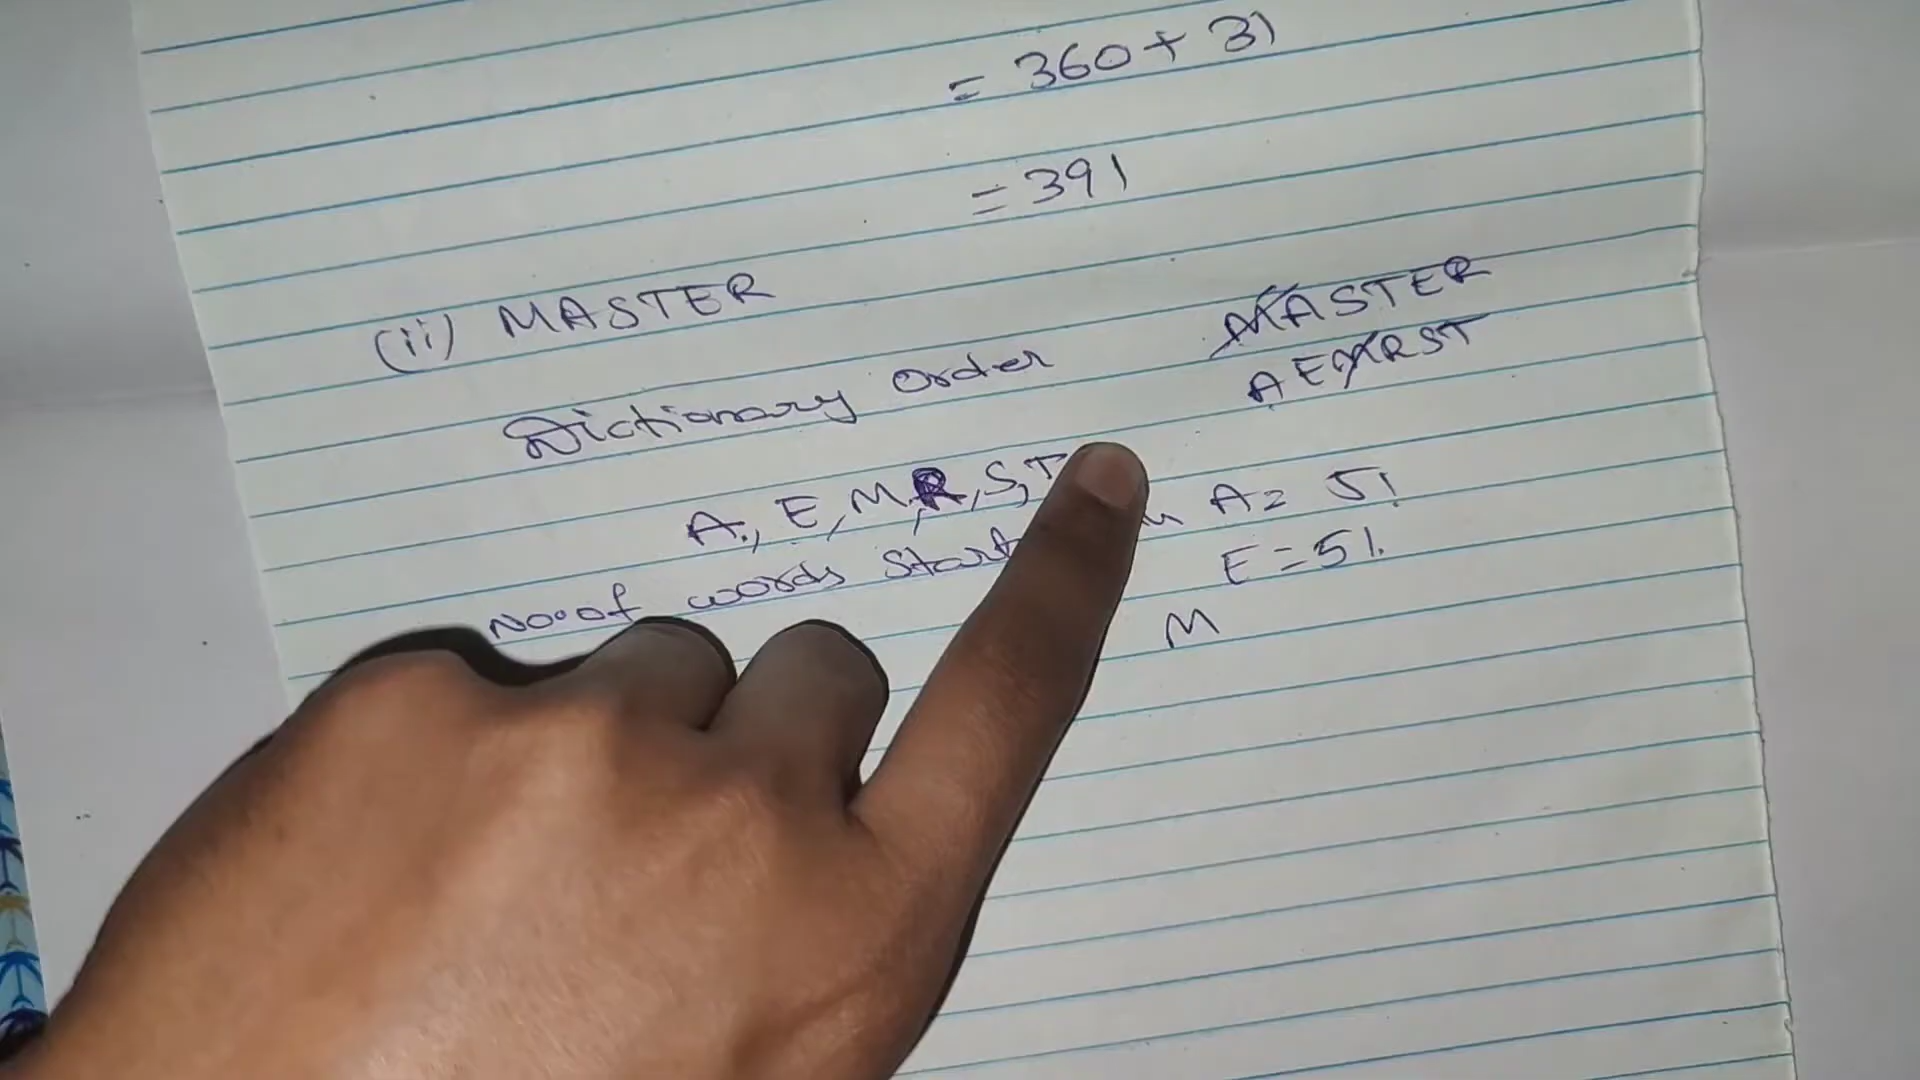 = 360 + 31
= 391
(ii) MASTER
MASTER
AEMRST
Dictionary Order
A, E, M, R, S, T
No. of words Start A = 5!
E = 5!
M